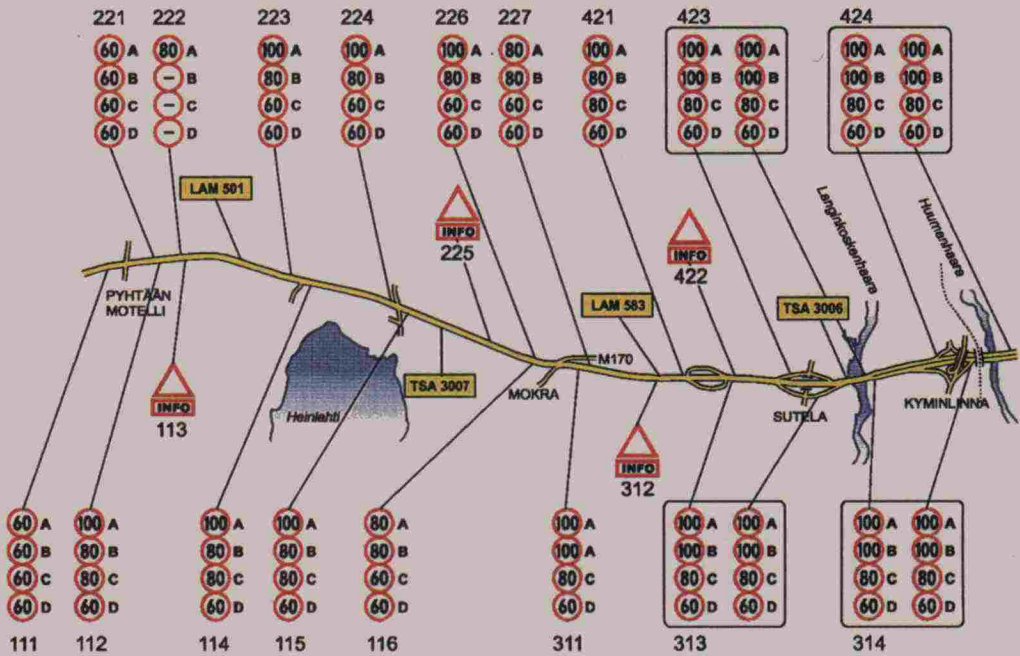 221 222 223 224 226 227 421 423 424
60 A 80 A 100 A 100 A 100 A 80 A 100 A 100 A 100 A 100 A 100 A
60 B – B 80 B 80 B 80 B 80 B 80 B 100 B 100 B 100 B 100 B
60 C – C 80 C 60 C 60 C 60 C 80 C 80 C 80 C 80 C 80 C
60 D – D 60 D 60 D 60 D 60 D 60 D 60 D 60 D 60 D 60 D
LAM 501
INFO
225
INFO
422
Langinkoskenhaara
Huumanhaara
PYHTÄÄN
MOTELLI
LAM 583
TSA 3006
M170
TSA 3007
MOKRA
SUTELA
KYMINLINNA
Heinlahti
INFO
113
INFO
312
60 A 100 A 100 A 100 A 80 A 100 A 100 A 100 A 100 A 100 A
60 B 80 B 80 B 80 B 80 B 100 A 100 B 100 B 100 B 100 B
60 C 80 C 80 C 80 C 60 C 80 C 80 C 80 C 80 C 80 C
60 D 60 D 60 D 60 D 60 D 60 D 60 D 60 D 60 D 60 D
111 112 114 115 116 311 313 314